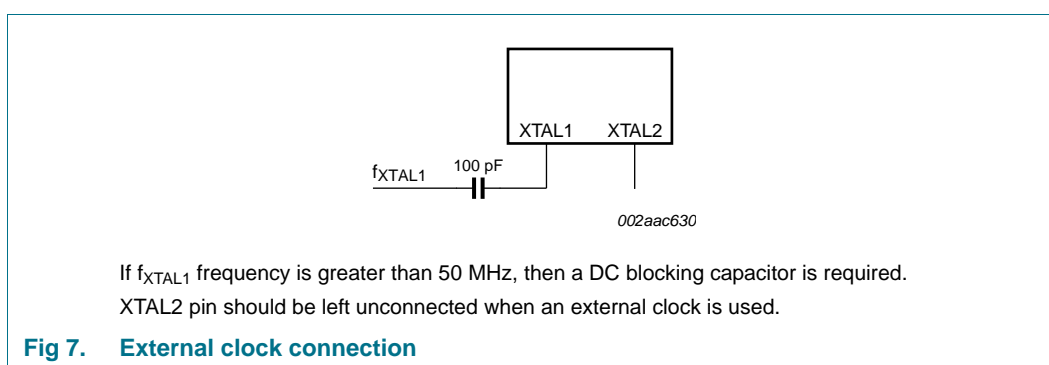 XTAL1 XTAL2
fXTAL1 100 pF
002aac630
If fXTAL1 frequency is greater than 50 MHz, then a DC blocking capacitor is required.
XTAL2 pin should be left unconnected when an external clock is used.
Fig 7. External clock connection